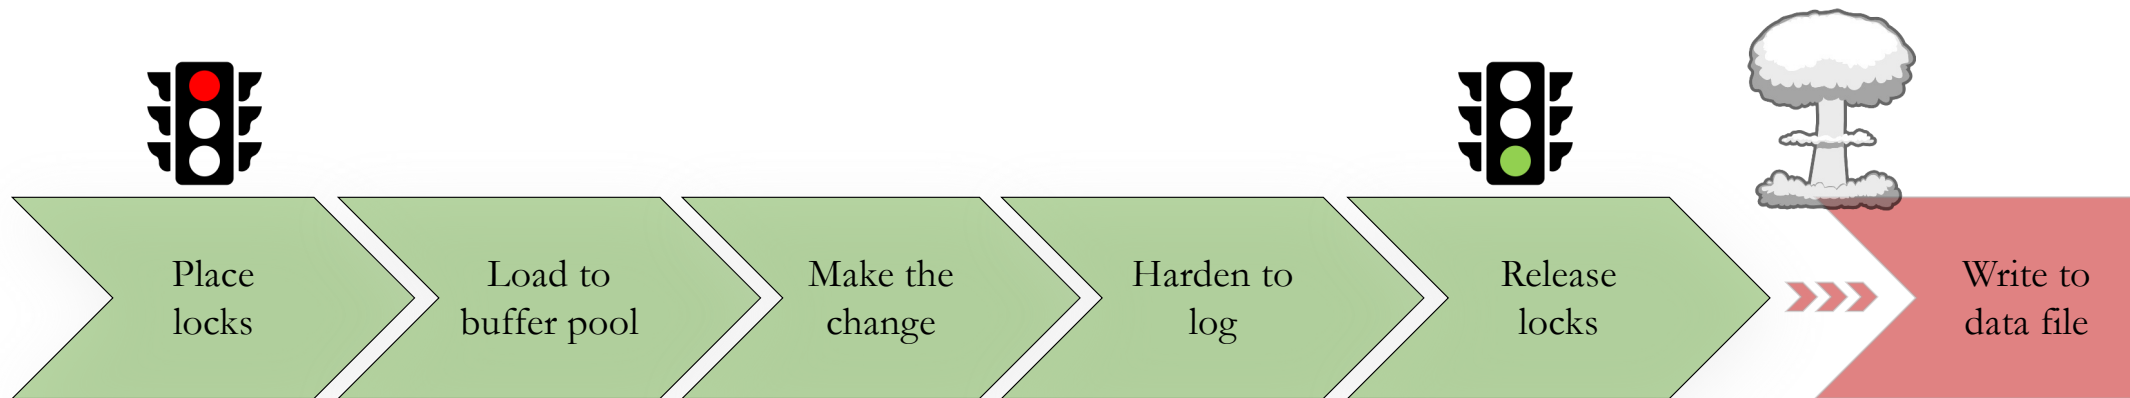 Place
locks
Load to
buffer pool
Make the
change
Harden to
log
Release
locks
Write to
data file